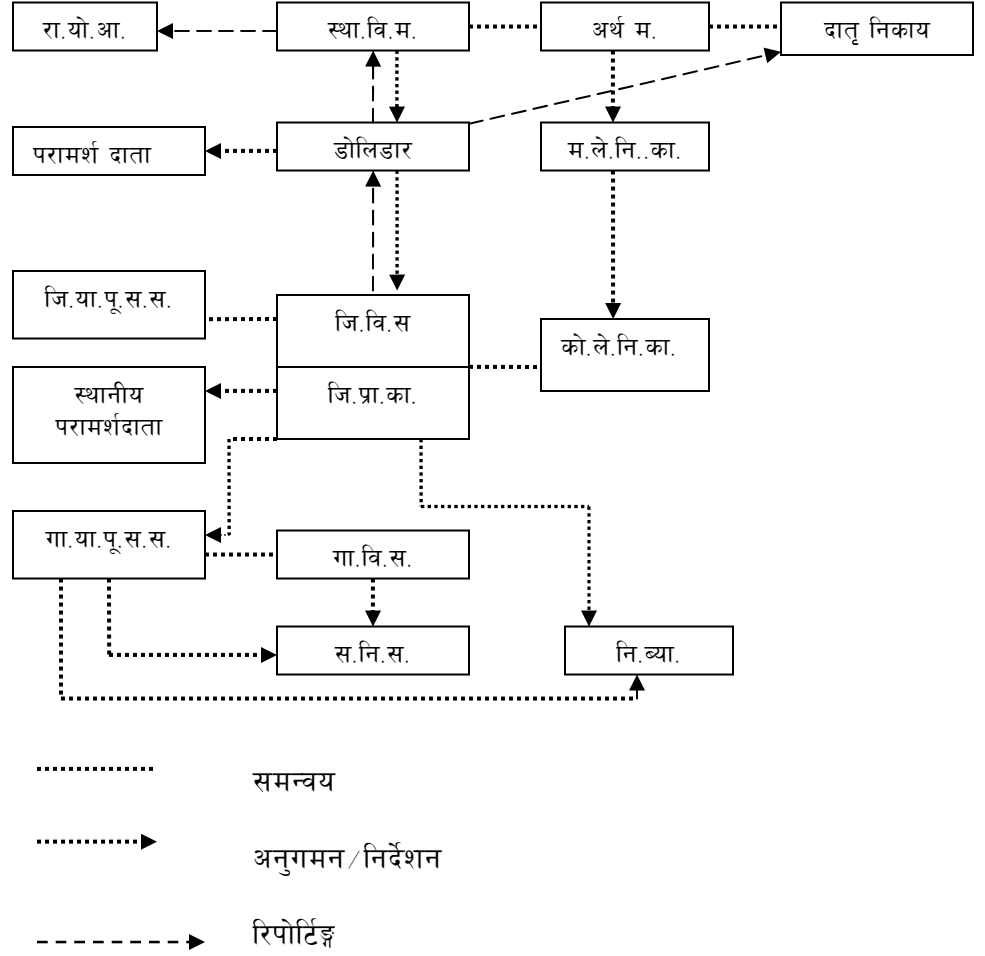 रा.यो.आ.
स्था.वि.म.
अर्थ म.
दातृ निकाय
परामर्श दाता
डोलिडार
म.ले.नि..का.
जि.या.पू.स.स.
जि.वि.स
को.ले.नि.का.
स्थानीय
परामर्शदाता
जि.प्रा.का.
गा.या.पू.स.स.
गा.वि.स.
स.नि.स.
नि.ब्या.
समन्वय
अनुगमन/निर्देशन
रिपोर्टिङ्ग